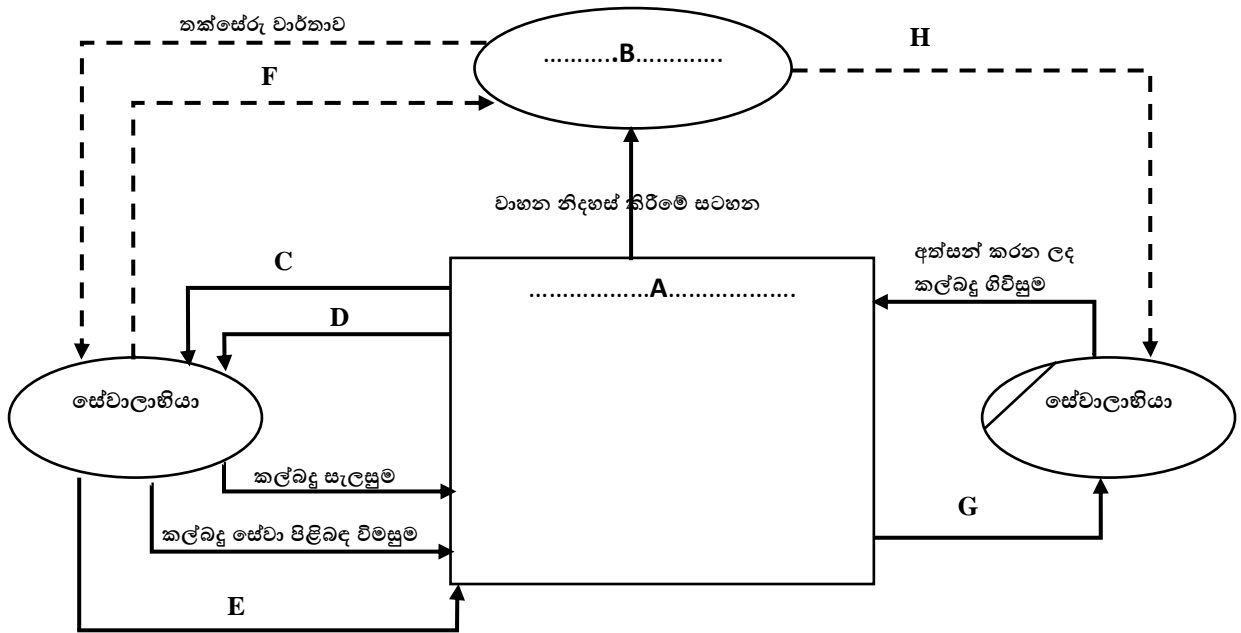 තක්සේරු වාර්තාව
H
...........B.............
F
වාහන නිදහස් කිරීමේ සටහන
C
අත්සන් කරන ලද
කල්බදු ගිවිසුම
..................A....................
D
සේවාලාභියා
සේවාලාභියා
කල්බදු සැලසුම
G
කල්බදු සේවා පිළිබඳ විමසුම
E